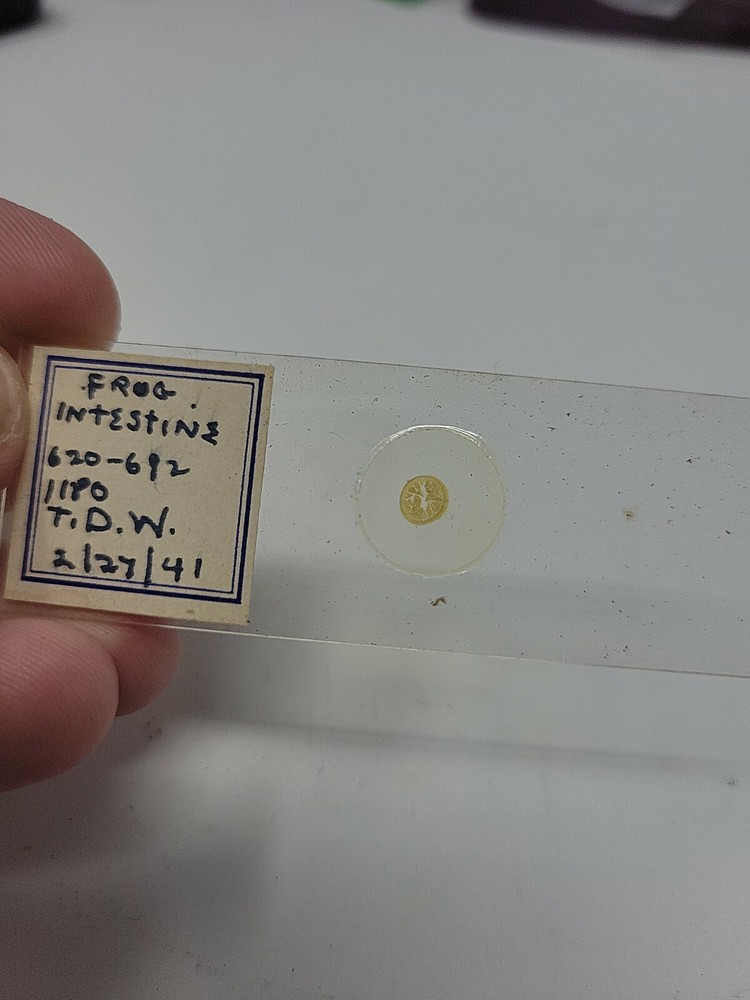 FROG.
INTESTINE
620-692
1180
T.D.W.
2/27/41